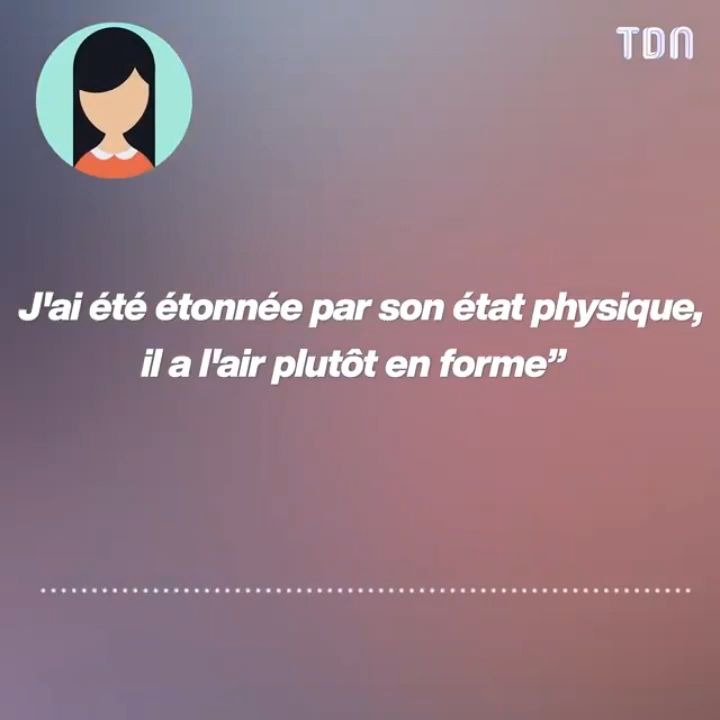 TDN
J'ai été étonnée par son état physique,
il a l'air plutôt en forme”